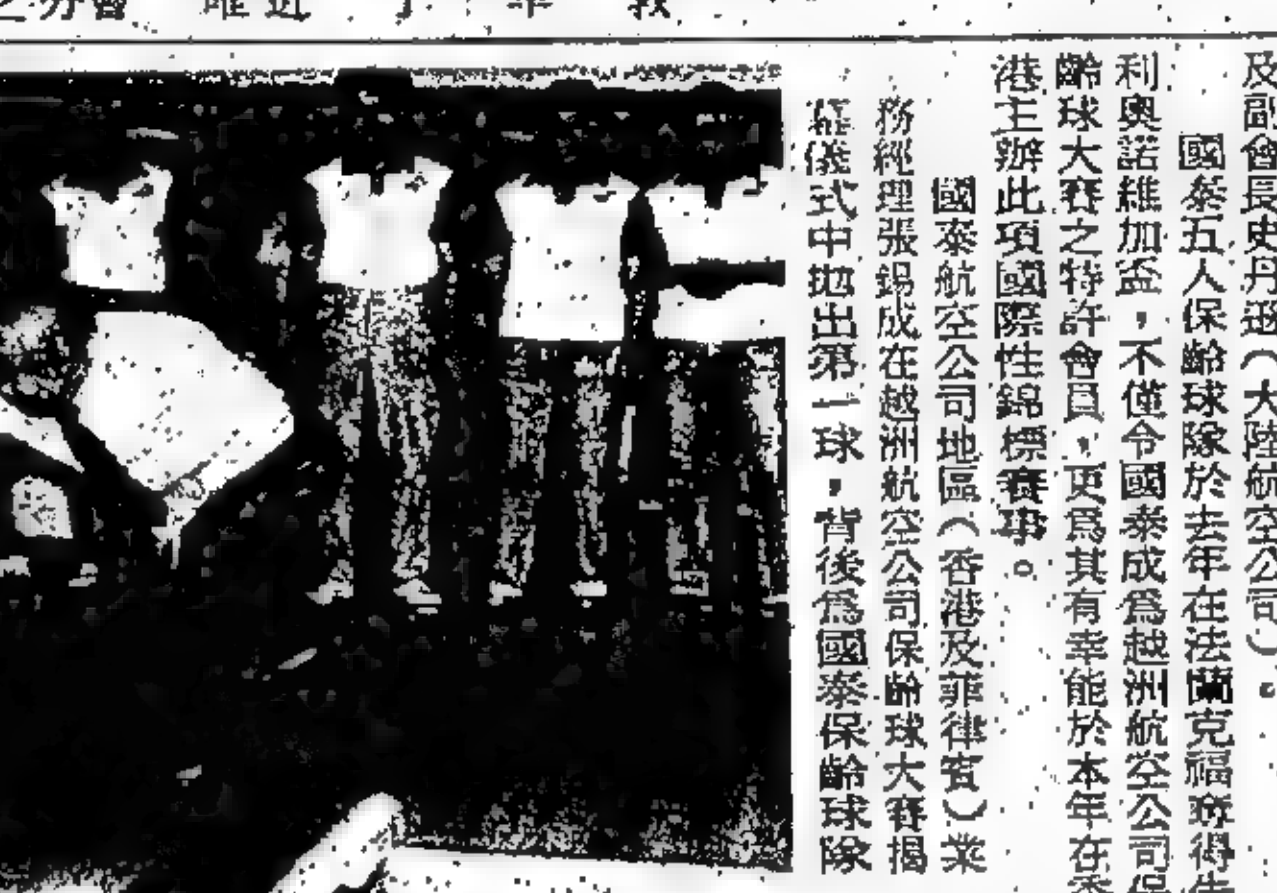 及副會長史丹遜（大陸航空公司）。
國泰五人保齡球隊於去年在法蘭克福奪得
利奧諾維加盃，不僅令國泰成為越洲航空公司保
齡球大賽之特許會員，更為其有幸能於本年在香
港主辦此項國際性錦標賽事。
國泰航空公司地區（香港及菲律賓）業
務經理張錫成在越洲航空公司保齡球大賽揭
幕儀式中拋出第一球，背後為國泰保齡球隊